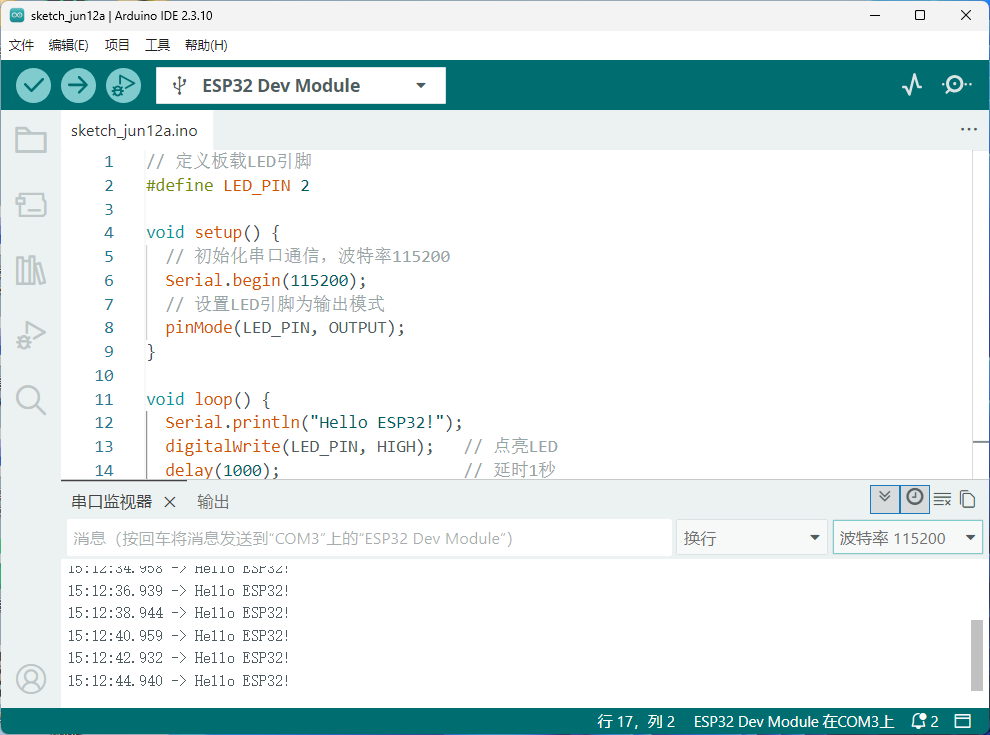 sketch_jun12a | Arduino IDE 2.3.10
文件 编辑(E) 项目 工具 帮助(H)
ESP32 Dev Module
sketch_jun12a.ino
1 // 定义板载LED引脚
2 #define LED_PIN 2
3
4 void setup() {
5 // 初始化串口通信，波特率115200
6 Serial.begin(115200);
7 // 设置LED引脚为输出模式
8 pinMode(LED_PIN, OUTPUT);
9 }
10
11 void loop() {
12 Serial.println("Hello ESP32!");
13 digitalWrite(LED_PIN, HIGH); // 点亮LED
14 delay(1000); // 延时1秒
串口监视器 输出
消息（按回车将消息发送到“COM3”上的“ESP32 Dev Module”） 换行 波特率 115200
15:12:34.958 -> Hello ESP32!
15:12:36.939 -> Hello ESP32!
15:12:38.944 -> Hello ESP32!
15:12:40.959 -> Hello ESP32!
15:12:42.932 -> Hello ESP32!
15:12:44.940 -> Hello ESP32!
行 17，列 2 ESP32 Dev Module 在COM3上 2